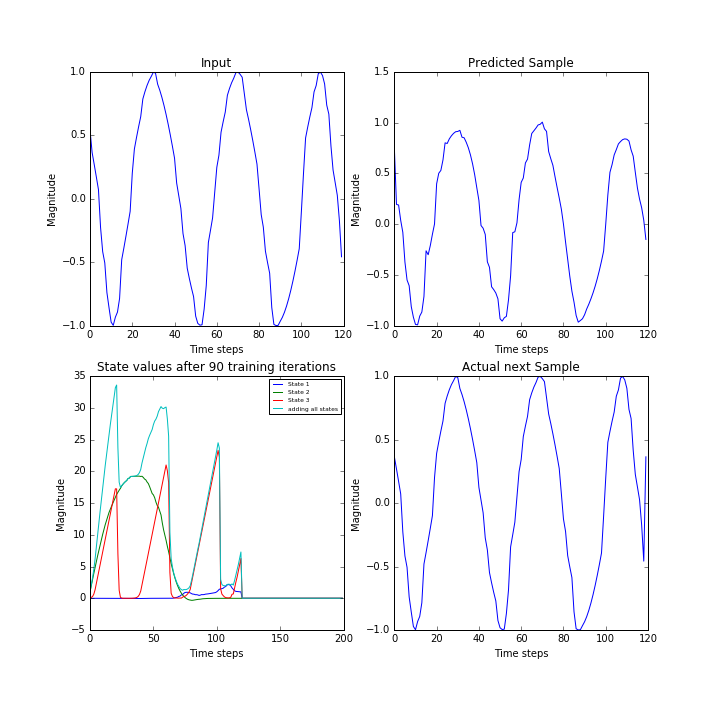 Input
Magnitude
1.0
0.5
0.0
−0.5
−1.0
0 20 40 60 80 100 120
Time steps
Predicted Sample
Magnitude
1.5
1.0
0.5
0.0
−0.5
−1.0
0 20 40 60 80 100 120
Time steps
State values after 90 training iterations
Magnitude
35
30
25
20
15
10
5
0
−5
State 1
State 2
State 3
adding all states
0 50 100 150 200
Time steps
Actual next Sample
Magnitude
1.0
0.5
0.0
−0.5
−1.0
0 20 40 60 80 100 120
Time steps